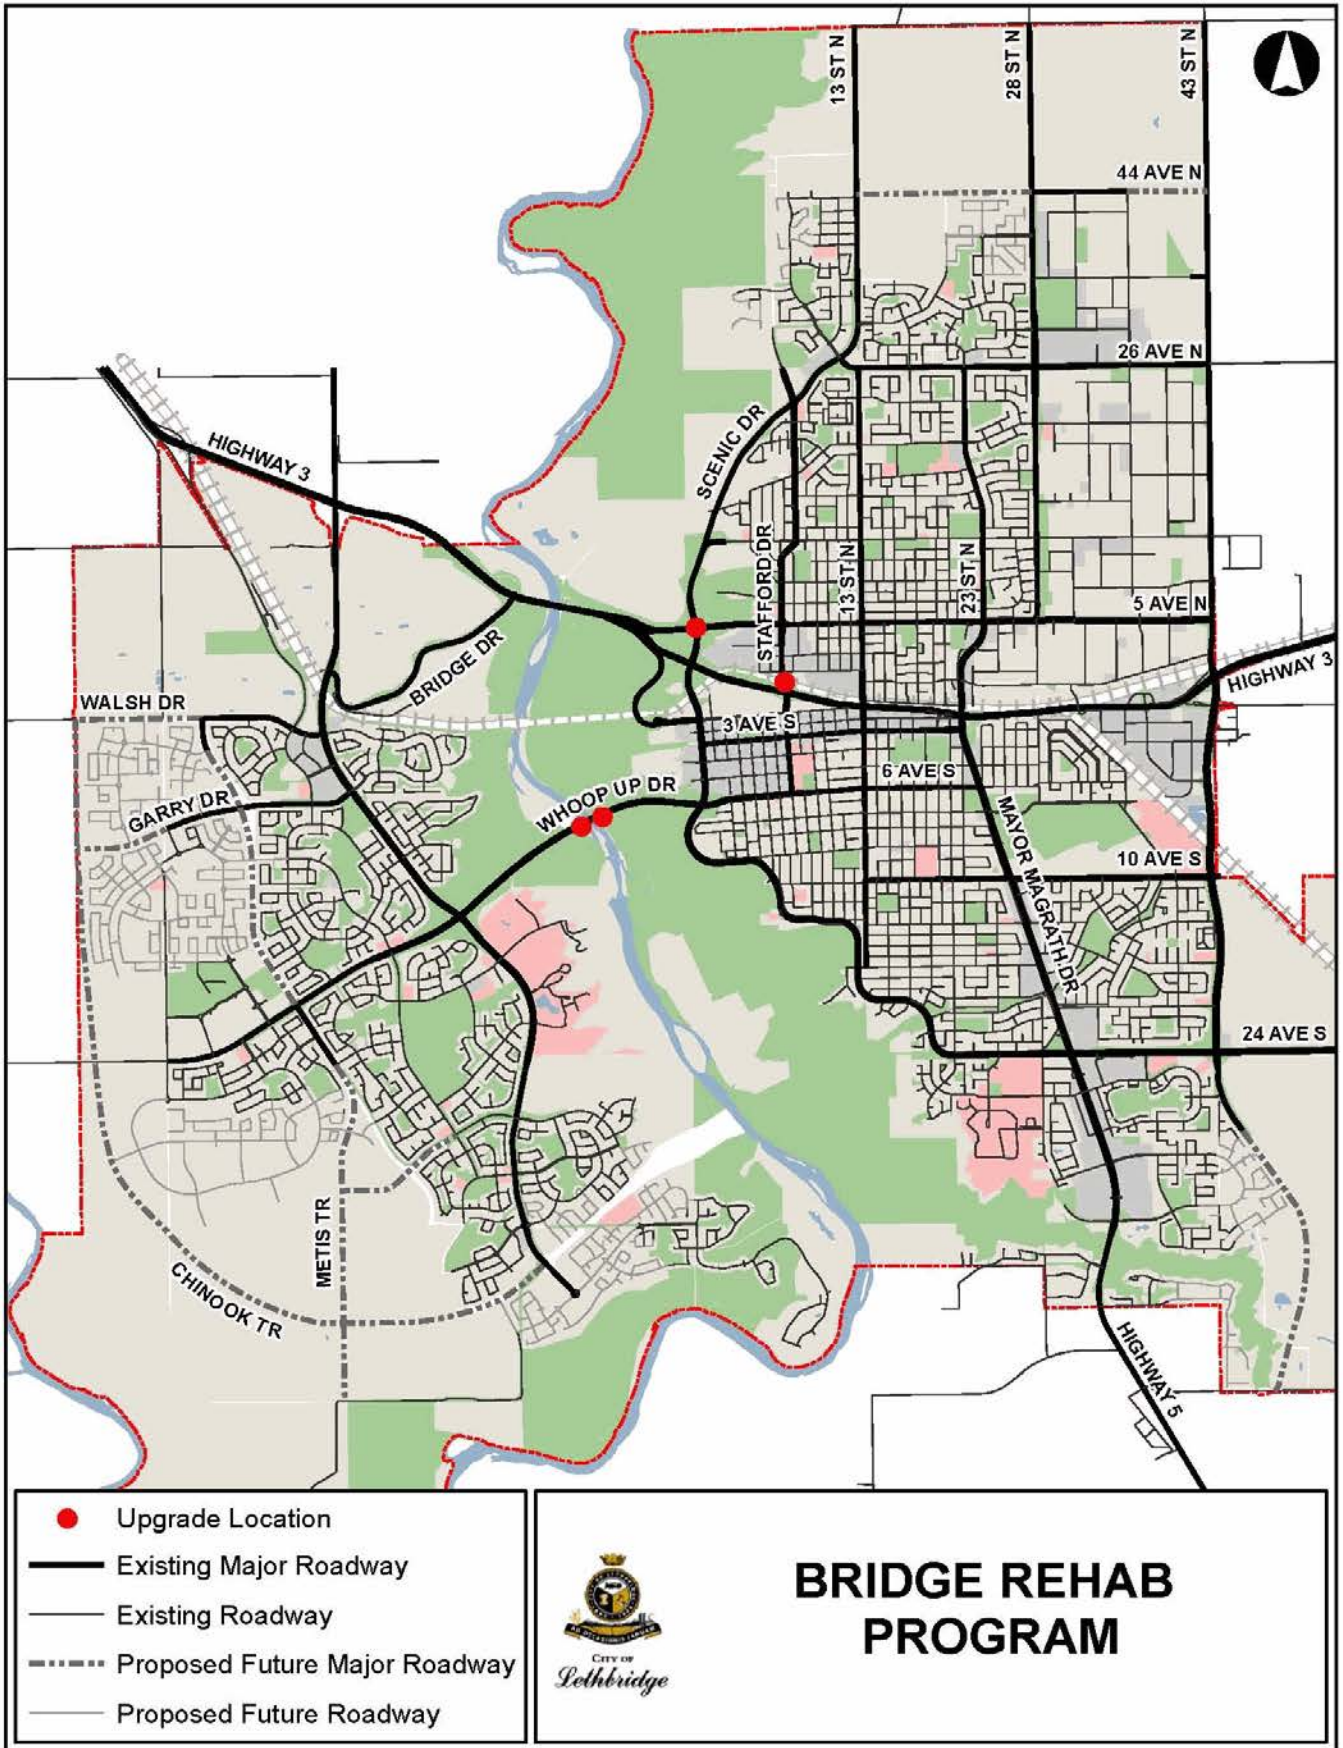 13 ST N
28 ST N
43 ST N
44 AVE N
26 AVE N
HIGHWAY 3
SCENIC DR
STAFFORD DR
13 ST N
23 ST N
5 AVE N
BRIDGE DR
HIGHWAY 3
WALSH DR
3 AVE S
6 AVE S
GARRY DR
WHOOP UP DR
MAYOR MAGRATH DR
10 AVE S
24 AVE S
METIS TR
CHINOOK TR
HIGHWAY 5
Upgrade Location
Existing Major Roadway
Existing Roadway
Proposed Future Major Roadway
Proposed Future Roadway
CITY OF
Lethbridge
BRIDGE REHAB
PROGRAM